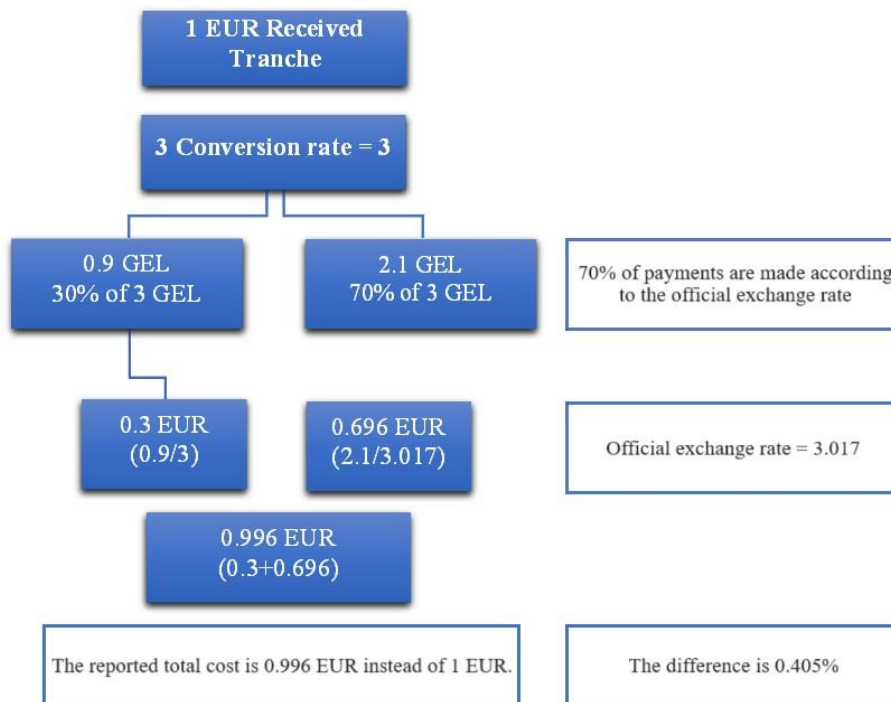 1 EUR Received
Tranche
3 Conversion rate = 3
0.9 GEL
30% of 3 GEL
2.1 GEL
70% of 3 GEL
70% of payments are made according
to the official exchange rate
0.3 EUR
(0.9/3)
0.696 EUR
(2.1/3.017)
Official exchange rate = 3.017
0.996 EUR
(0.3+0.696)
The reported total cost is 0.996 EUR instead of 1 EUR.
The difference is 0.405%